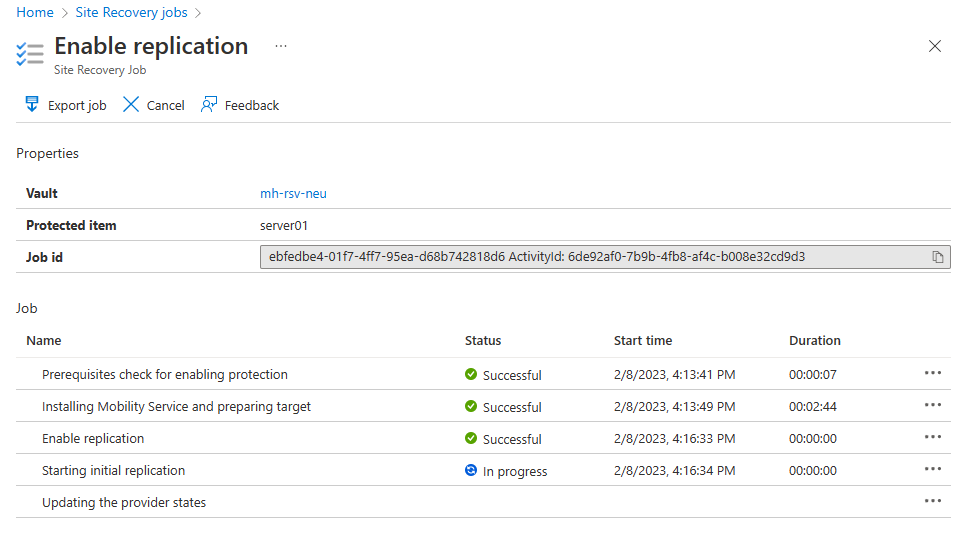 Home > Site Recovery jobs >
Enable replication ...
Site Recovery Job
Export job Cancel Feedback
Properties
Vault mh-rsv-neu
Protected item server01
Job id ebfedbe4-01f7-4ff7-95ea-d68b742818d6 ActivityId: 6de92af0-7b9b-4fb8-af4c-b008e32cd9d3
Job
Name Status Start time Duration
Prerequisites check for enabling protection Successful 2/8/2023, 4:13:41 PM 00:00:07 ...
Installing Mobility Service and preparing target Successful 2/8/2023, 4:13:49 PM 00:02:44 ...
Enable replication Successful 2/8/2023, 4:16:33 PM 00:00:00 ...
Starting initial replication In progress 2/8/2023, 4:16:34 PM 00:00:00 ...
Updating the provider states ...